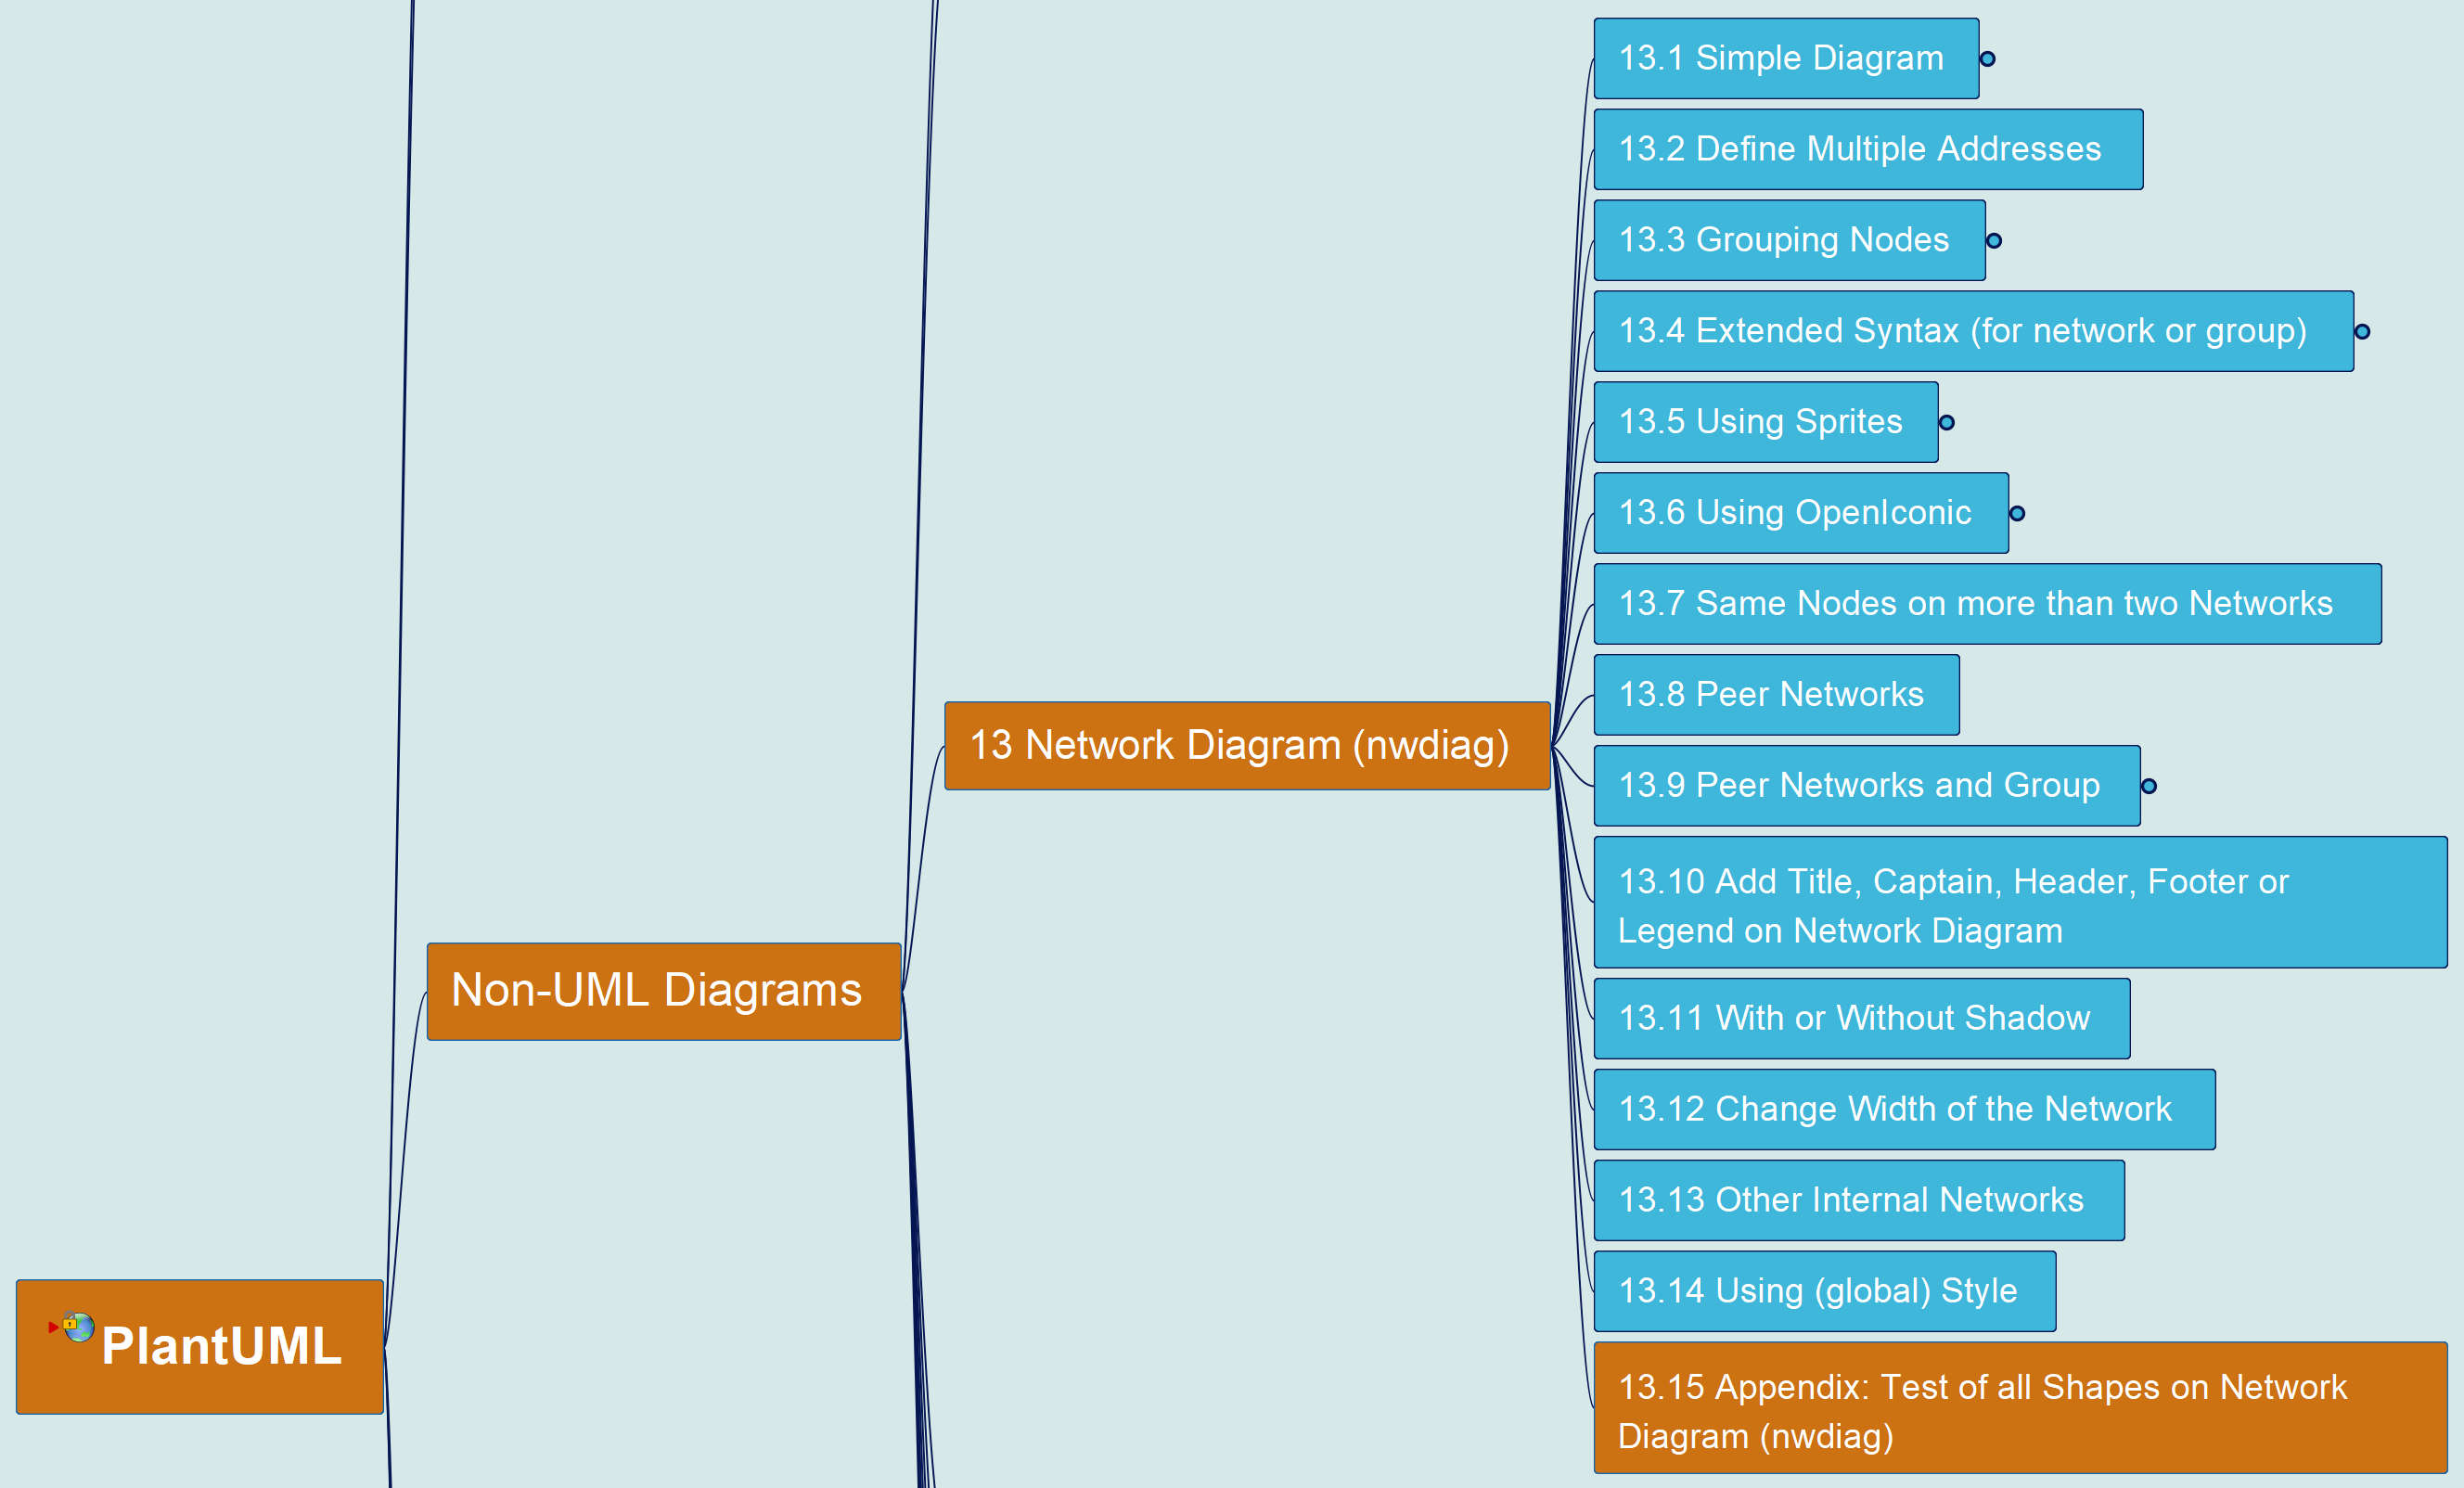 13.1 Simple Diagram
13.2 Define Multiple Addresses
13.3 Grouping Nodes
13.4 Extended Syntax (for network or group)
13.5 Using Sprites
13.6 Using OpenIconic
13.7 Same Nodes on more than two Networks
13.8 Peer Networks
13 Network Diagram (nwdiag)
13.9 Peer Networks and Group
13.10 Add Title, Captain, Header, Footer or
Legend on Network Diagram
Non-UML Diagrams
13.11 With or Without Shadow
13.12 Change Width of the Network
13.13 Other Internal Networks
13.14 Using (global) Style
PlantUML
13.15 Appendix: Test of all Shapes on Network
Diagram (nwdiag)